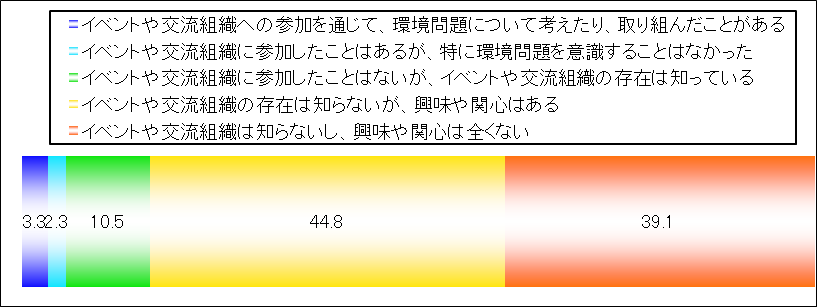 イベントや交流組織への参加を通じて、環境問題について考えたり、取り組んだことがある
イベントや交流組織に参加したことはあるが、特に環境問題を意識することはなかった
イベントや交流組織に参加したことはないが、イベントや交流組織の存在は知っている
イベントや交流組織の存在は知らないが、興味や関心はある
イベントや交流組織は知らないし、興味や関心は全くない
3.3 2.3 10.5 44.8 39.1